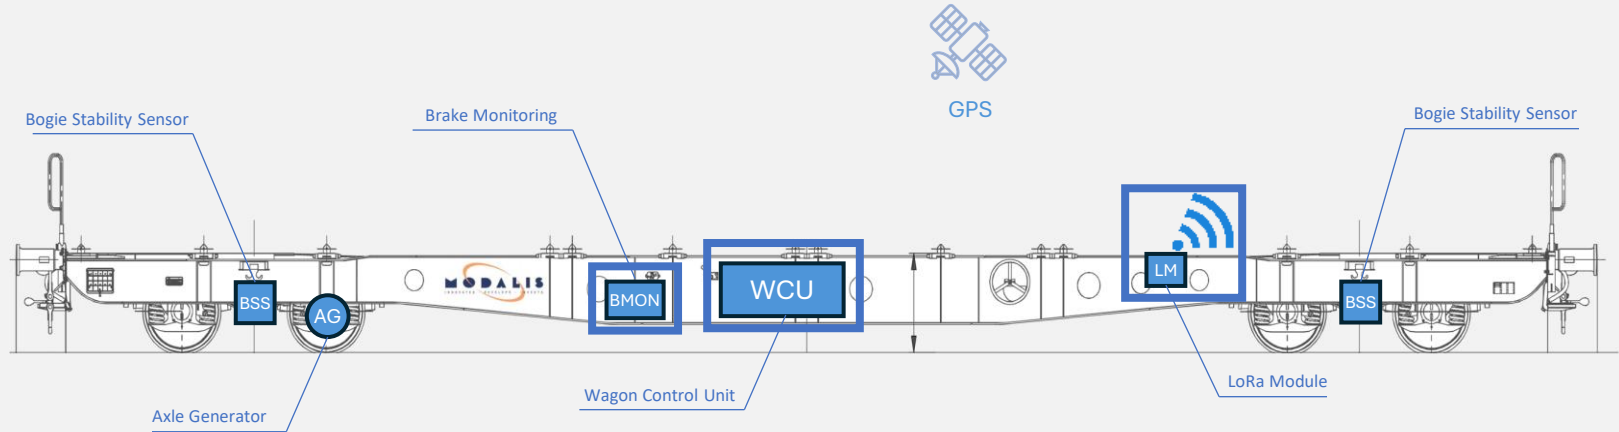 GPS
Bogie Stability Sensor
Brake Monitoring
Bogie Stability Sensor
MODALIS
BSS
AG
BMON
WCU
LM
BSS
Axle Generator
Wagon Control Unit
LoRa Module